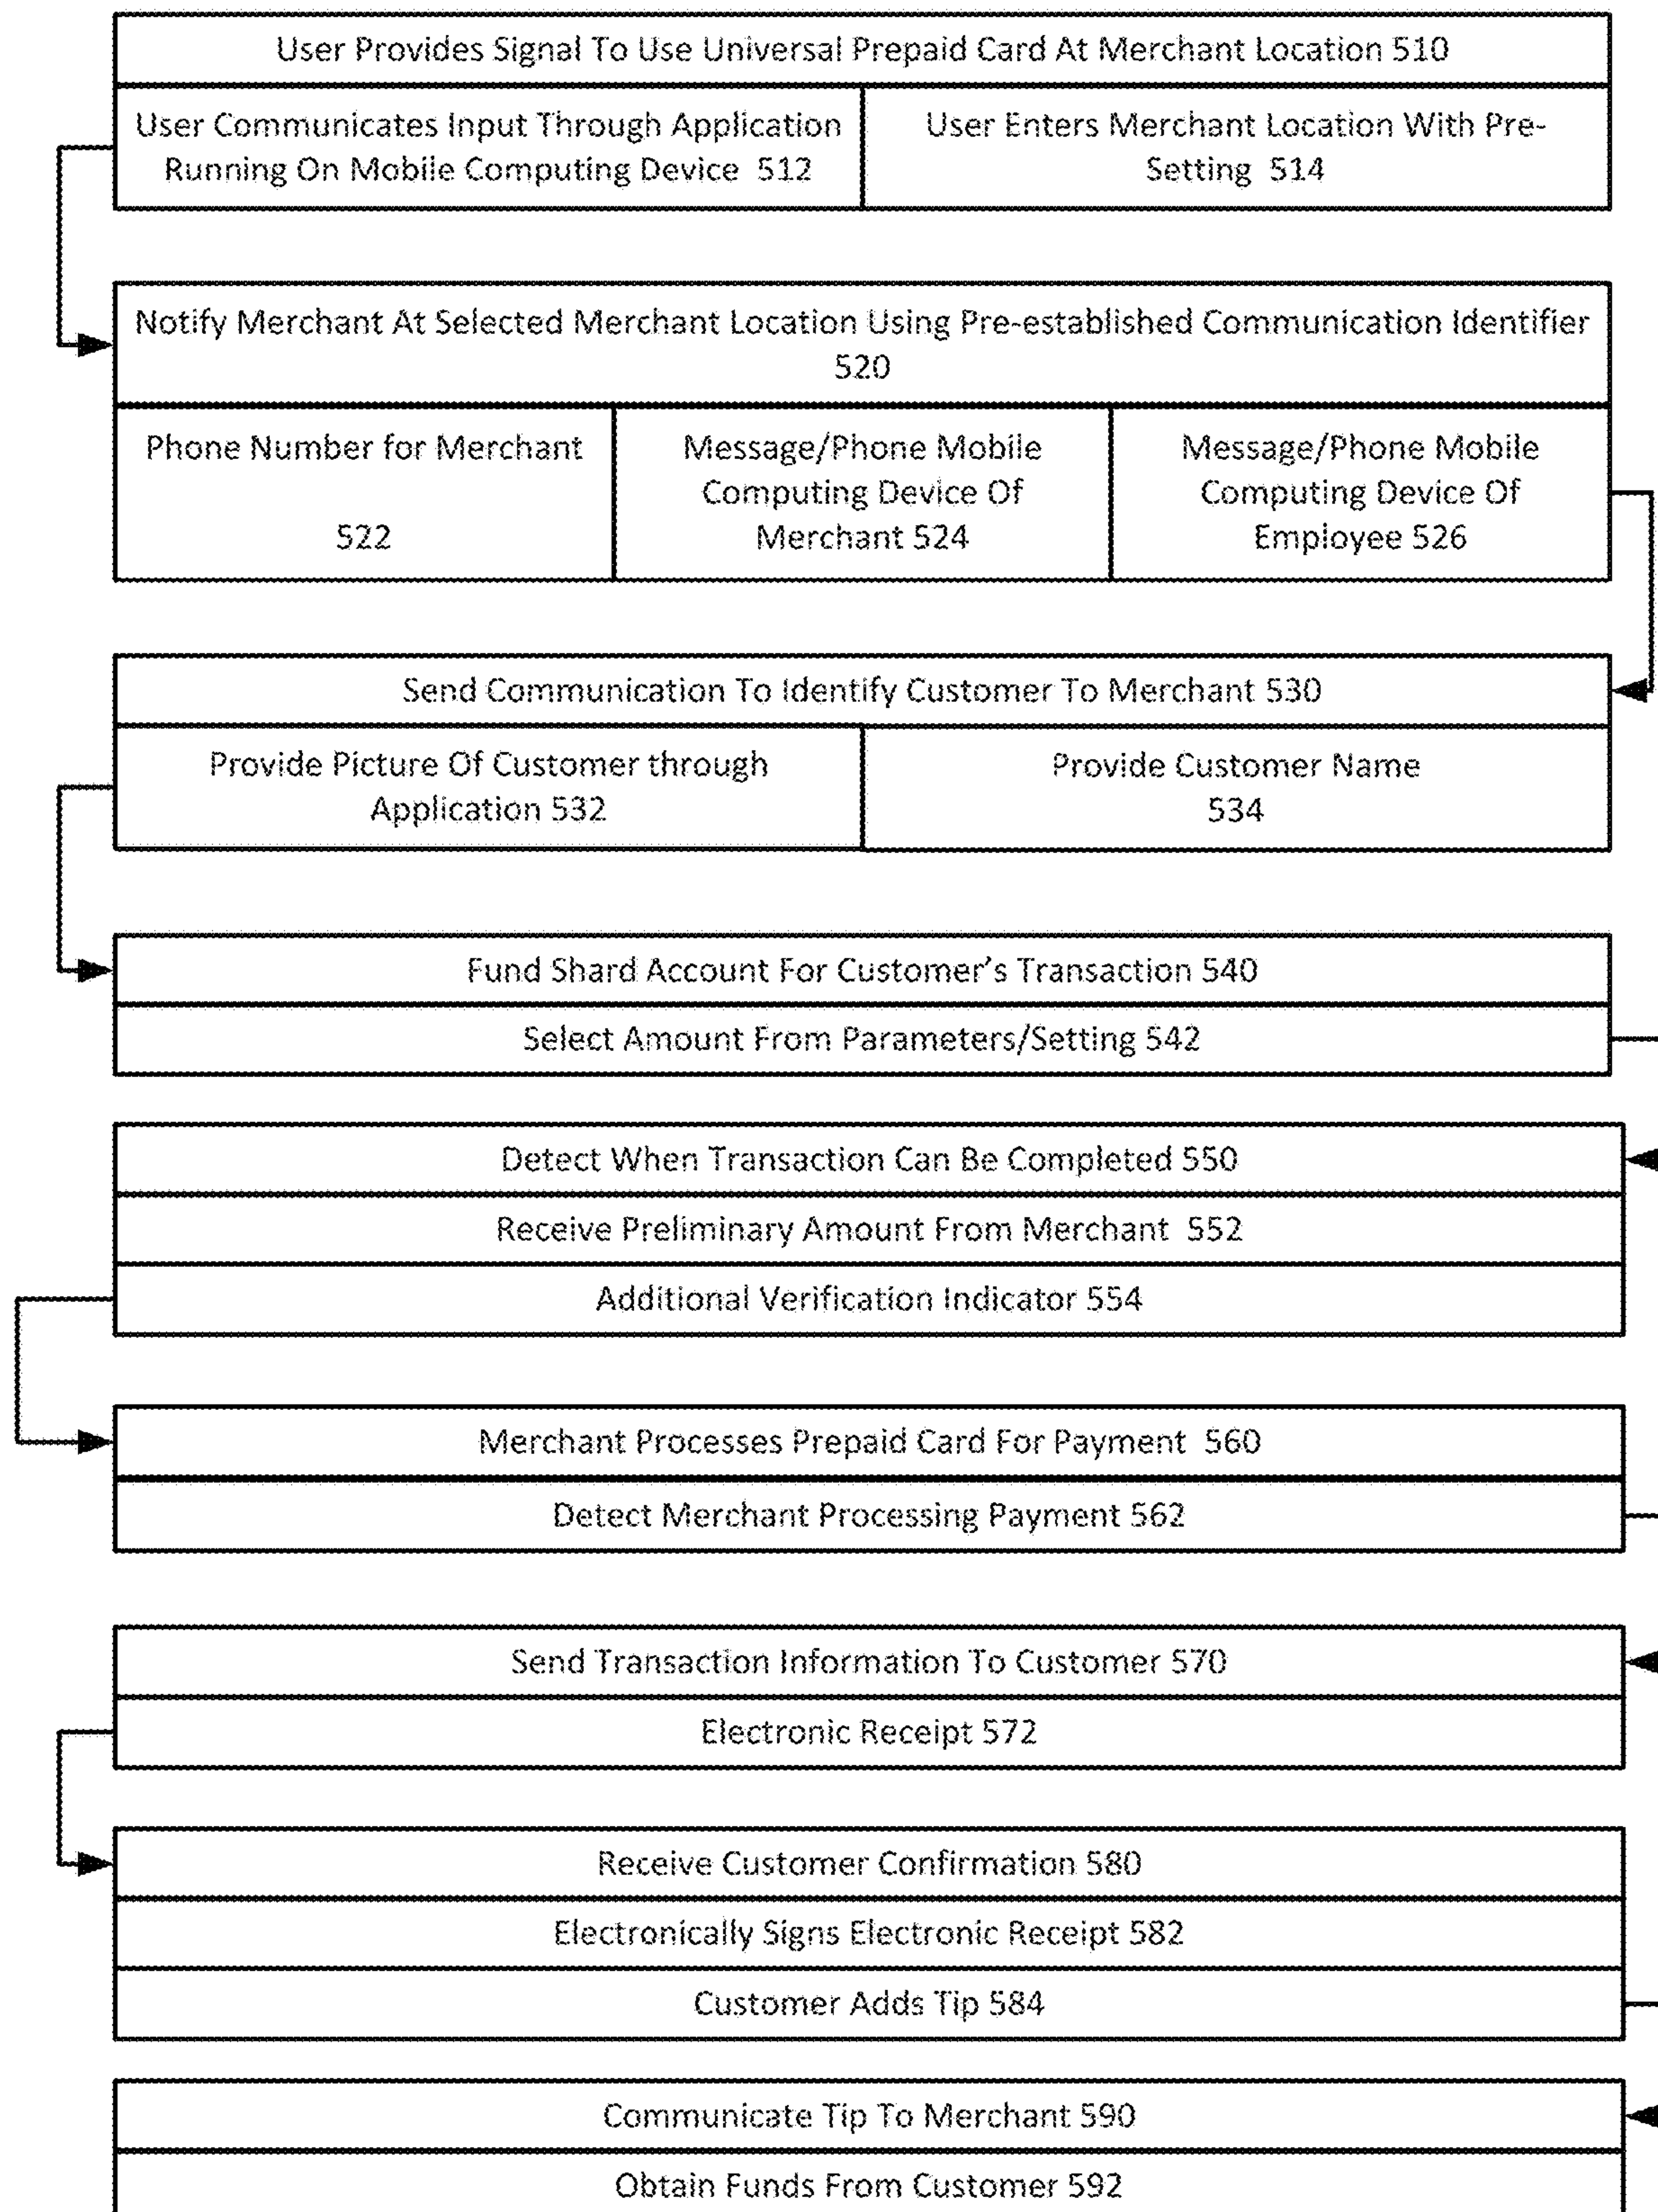 User Provides Signal To Use Universal Prepaid Card At Merchant Location 510
User Communicates Input Through Application
Running On Mobile Computing Device 512
User Enters Merchant Location With Pre-
Setting 514
Notify Merchant At Selected Merchant Location Using Pre-established Communication Identifier
520
Phone Number for Merchant
522
Message/Phone Mobile
Computing Device Of
Merchant 524
Message/Phone Mobile
Computing Device Of
Employee 526
Send Communication To Identify Customer To Merchant 530
Provide Picture Of Customer through
Application 532
Provide Customer Name
534
Fund Shard Account For Customer's Transaction 540
Select Amount From Parameters/Setting 542
Detect When Transaction Can Be Completed 550
Receive Preliminary Amount From Merchant 552
Additional Verification Indicator 554
Merchant Processes Prepaid Card For Payment 560
Detect Merchant Processing Payment 562
Send Transaction Information To Customer 570
Electronic Receipt 572
Receive Customer Confirmation 580
Electronically Signs Electronic Receipt 582
Customer Adds Tip 584
Communicate Tip To Merchant 590
Obtain Funds From Customer 592